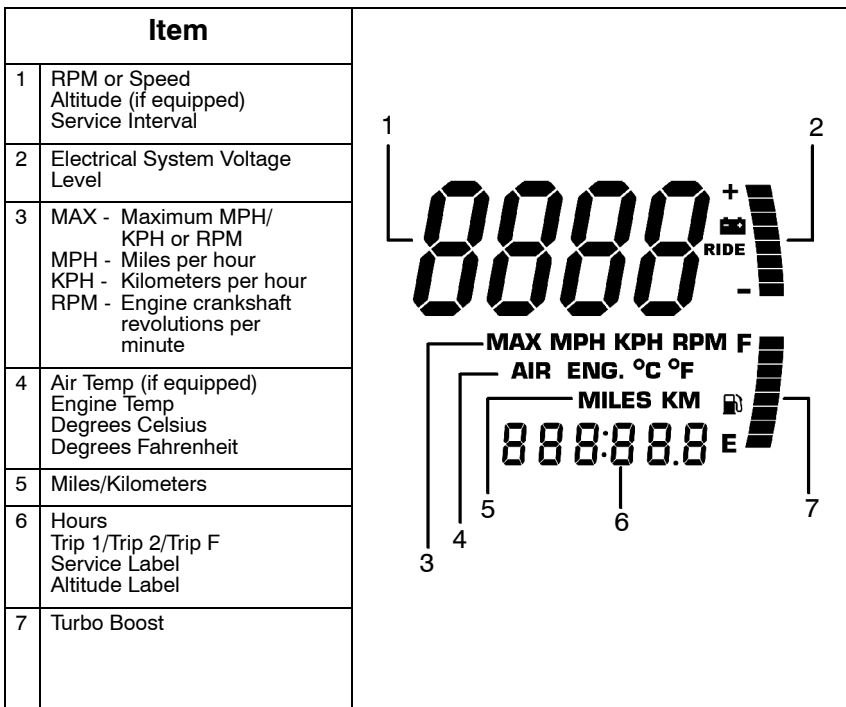 Item
1 RPM or Speed
Altitude (if equipped)
Service Interval
2 Electrical System Voltage
Level
3 MAX - Maximum MPH/
KPH or RPM
MPH - Miles per hour
KPH - Kilometers per hour
RPM - Engine crankshaft
revolutions per
minute
4 Air Temp (if equipped)
Engine Temp
Degrees Celsius
Degrees Fahrenheit
5 Miles/Kilometers
6 Hours
Trip 1/Trip 2/Trip F
Service Label
Altitude Label
7 Turbo Boost
1
2
8888
+
- +
RIDE
-
MAX MPH KPH RPM F
AIR ENG. °C °F
MILES KM
888:88.8 E
5
6
7
4
3